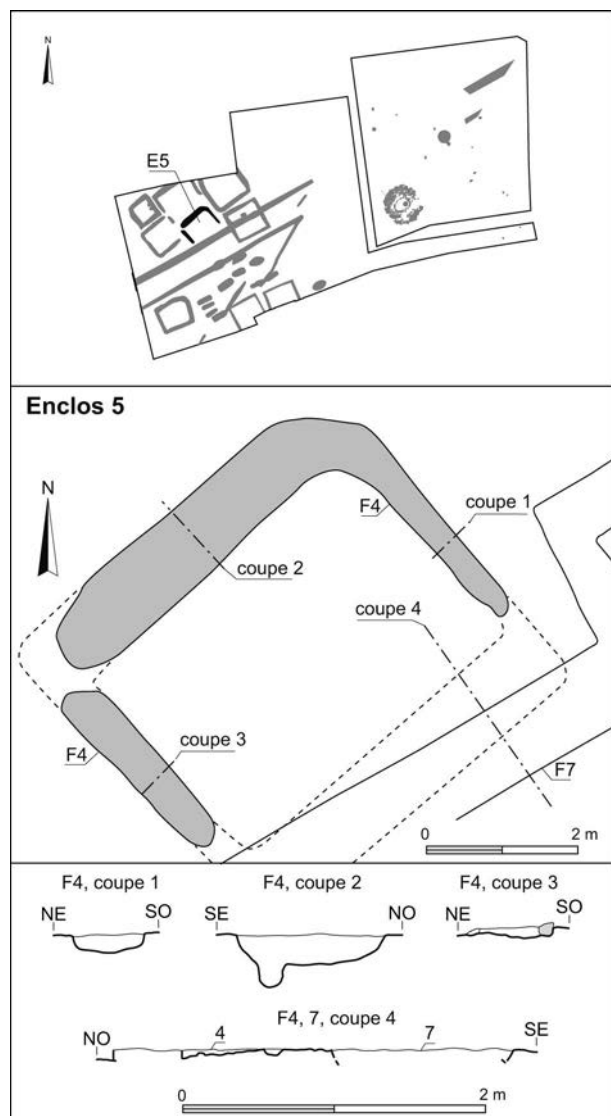 N
E5
Enclos 5
N
F4
coupe 1
coupe 2
coupe 4
F4
coupe 3
F7
0 2 m
F4, coupe 1 F4, coupe 2 F4, coupe 3
NE SO SE NO NE SO
F4, 7, coupe 4
NO 4 7 SE
0 2 m